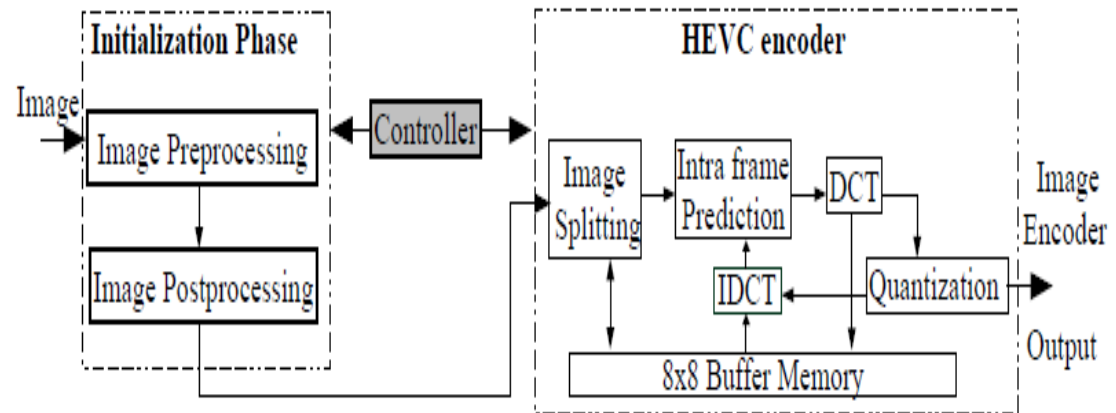 Initialization Phase
HEVC encoder
Image
Image Preprocessing
Controller
Image
Splitting
Intra frame
Prediction
DCT
Image
Encoder
Image Postprocessing
IDCT
Quantization
Output
8x8 Buffer Memory